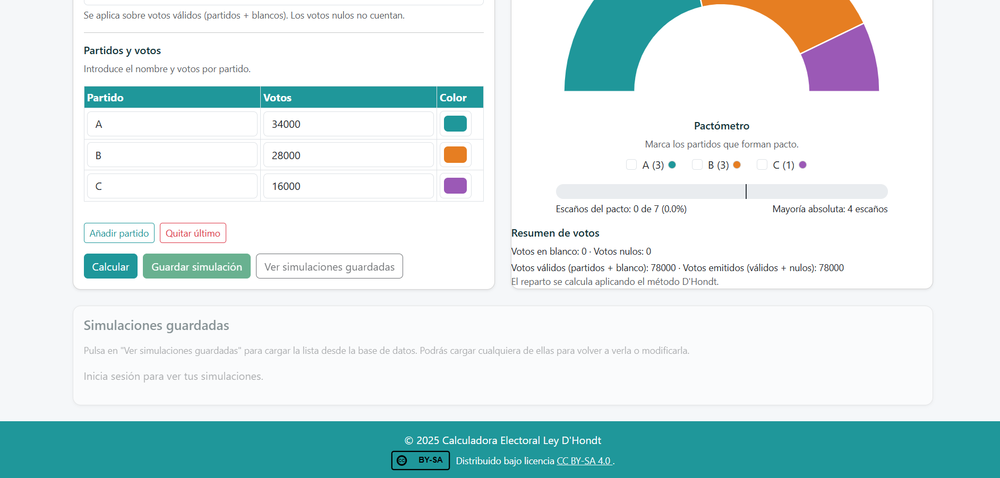 Se aplica sobre votos válidos (partidos + blancos). Los votos nulos no cuentan.
Partidos y votos
Introduce el nombre y votos por partido.
Partido Votos Color
A 34000
B 28000
C 16000
Añadir partido Quitar último
Calcular Guardar simulación Ver simulaciones guardadas
Pactómetro
Marca los partidos que forman pacto.
A (3) B (3) C (1)
Escaños del pacto: 0 de 7 (0.0%) Mayoría absoluta: 4 escaños
Resumen de votos
Votos en blanco: 0 · Votos nulos: 0
Votos válidos (partidos + blanco): 78000 · Votos emitidos (válidos + nulos): 78000
El reparto se calcula aplicando el método D'Hondt.
Simulaciones guardadas
Pulsa en "Ver simulaciones guardadas" para cargar la lista desde la base de datos. Podrás cargar cualquiera de ellas para volver a verla o modificarla.
Inicia sesión para ver tus simulaciones.
© 2025 Calculadora Electoral Ley D'Hondt
cc BY-SA Distribuido bajo licencia CC BY-SA 4.0 .